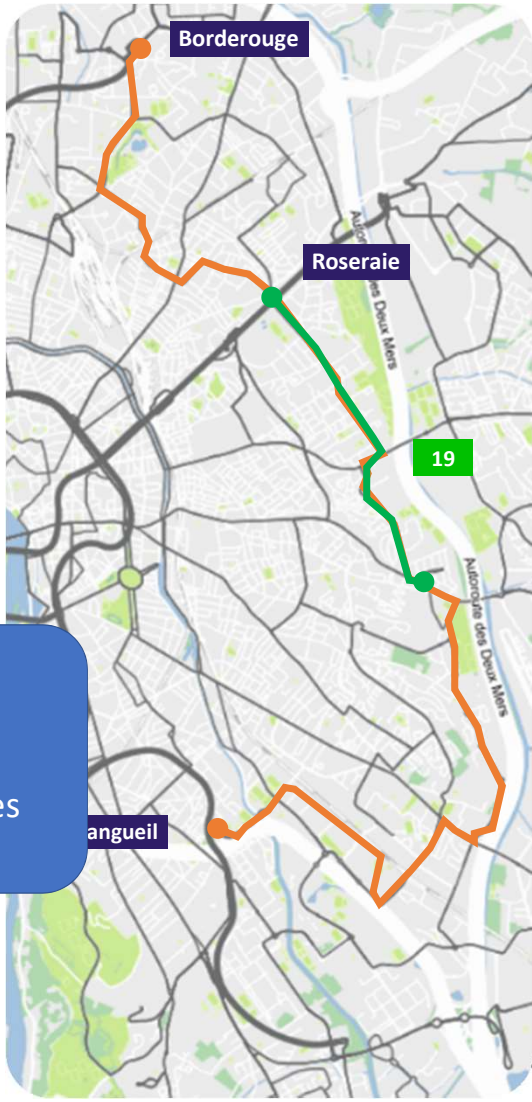 Borderouge
Autoroute des Deux Mers
Roseraie
19
Autoroute des Deux Mers
es
angueil